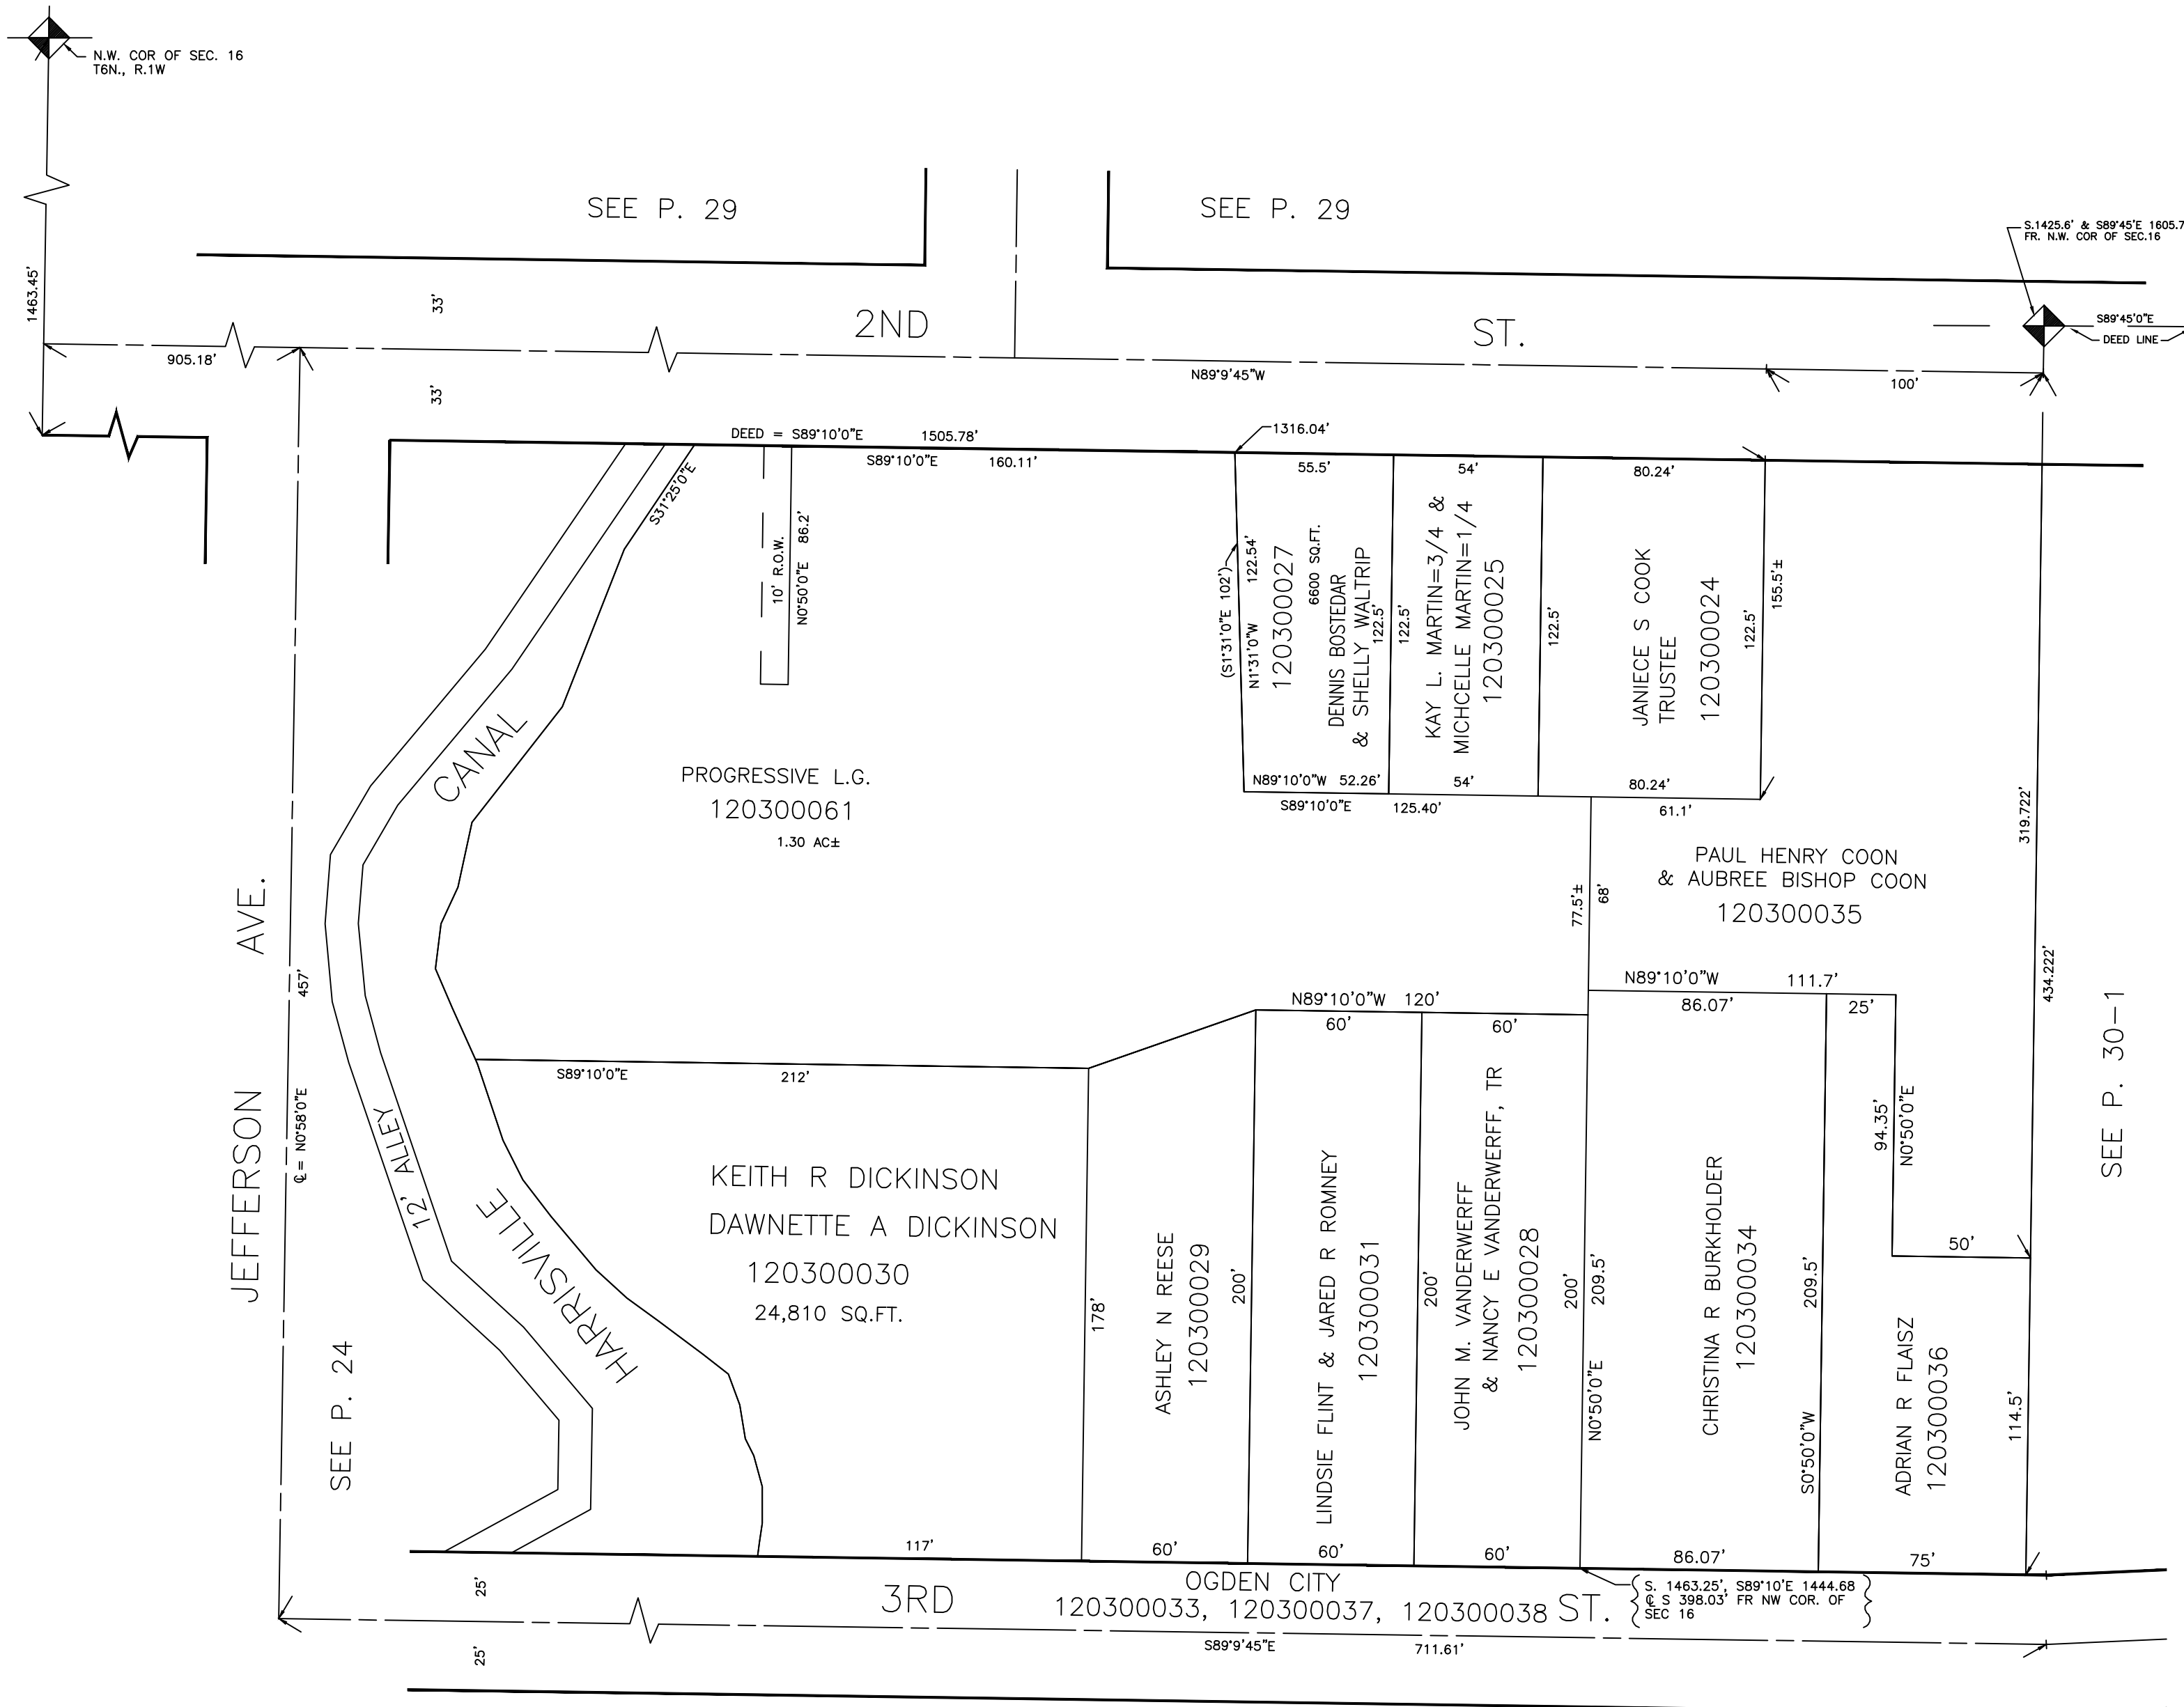 N.W. COR OF SEC. 16
T6N., R.1W
SEE P. 29
SEE P. 29
S.1425.6' & S89°45'E 1605.7
FR. N.W. COR OF SEC.16
S89°45'0"E
DEED LINE
1463.45'
33'
2ND ST.
905.18'
N89°9'45"W
100'
33'
DEED = S89°10'0"E 1505.78'
1316.04'
S89°10'0"E 160.11'
55.5'
54'
80.24'
S31°25'0"E
10' R.O.W.
N0°50'0"E 86.2'
(S1°31'0"E 102')
N1°31'0"W 122.54'
120300027
6600 SQ.FT.
DENNIS BOSTEDAR
& SHELLY WALTRIP
122.5'
122.5'
KAY L. MARTIN=3/4 &
MICHCELLE MARTIN=1/4
120300025
122.5'
JANIECE S COOK
TRUSTEE
120300024
122.5'
155.5'±
CANAL
PROGRESSIVE L.G.
120300061
1.30 AC±
N89°10'0"W 52.26'
54'
80.24'
S89°10'0"E 125.40'
61.1'
319.722'
PAUL HENRY COON
& AUBREE BISHOP COON
120300035
77.5'±
68'
434.222'
SEE P. 30-1
JEFFERSON AVE.
457'
℄ = N0°58'0"E
N89°10'0"W 111.7'
86.07'
25'
N89°10'0"W 120'
60'
60'
S89°10'0"E 212'
94.35'
N0°50'0"E
50'
12' ALLEY
HARRISVILLE
KEITH R DICKINSON
DAWNETTE A DICKINSON
120300030
24,810 SQ.FT.
178'
ASHLEY N REESE
120300029
200'
LINDSIE FLINT & JARED R ROMNEY
120300031
200'
JOHN M. VANDERWERFF
& NANCY E VANDERWERFF, TR
120300028
200'
209.5'
N0°50'0"E
CHRISTINA R BURKHOLDER
120300034
209.5'
S0°50'0"W
ADRIAN R FLAISZ
120300036
114.5'
SEE P. 24
117'
60'
60'
60'
86.07'
75'
25'
3RD ST.
OGDEN CITY
120300033, 120300037, 120300038
S. 1463.25', S89°10'E 1444.68
℄ S 398.03' FR NW COR. OF
SEC 16
S89°9'45"E 711.61'
25'